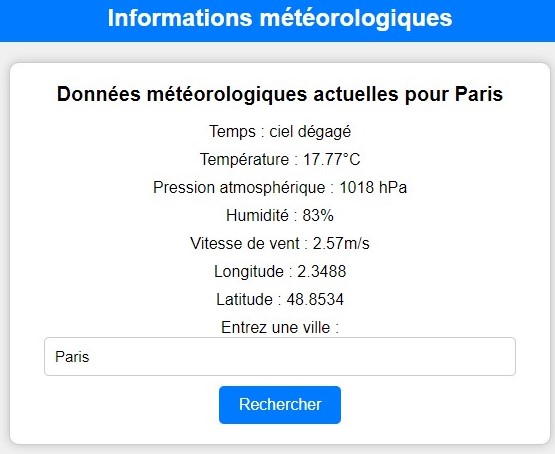 Informations météorologiques
Données météorologiques actuelles pour Paris
Temps : ciel dégagé
Température : 17.77°C
Pression atmosphérique : 1018 hPa
Humidité : 83%
Vitesse de vent : 2.57m/s
Longitude : 2.3488
Latitude : 48.8534
Entrez une ville :
Paris
Rechercher